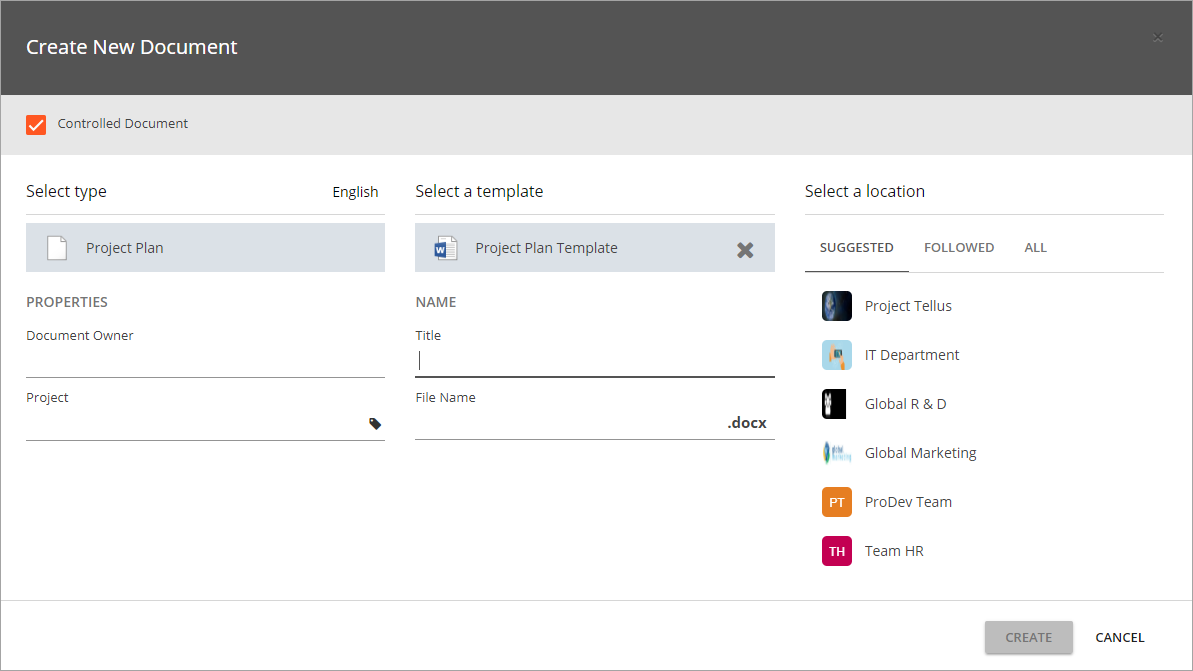 Create New Document
Controlled Document
Select type English
Project Plan
PROPERTIES
Document Owner
Project
Select a template
W Project Plan Template
NAME
Title
File Name
.docx
Select a location
SUGGESTED FOLLOWED ALL
Project Tellus
IT Department
Global R & D
Global Marketing
PT ProDev Team
TH Team HR
CREATE CANCEL